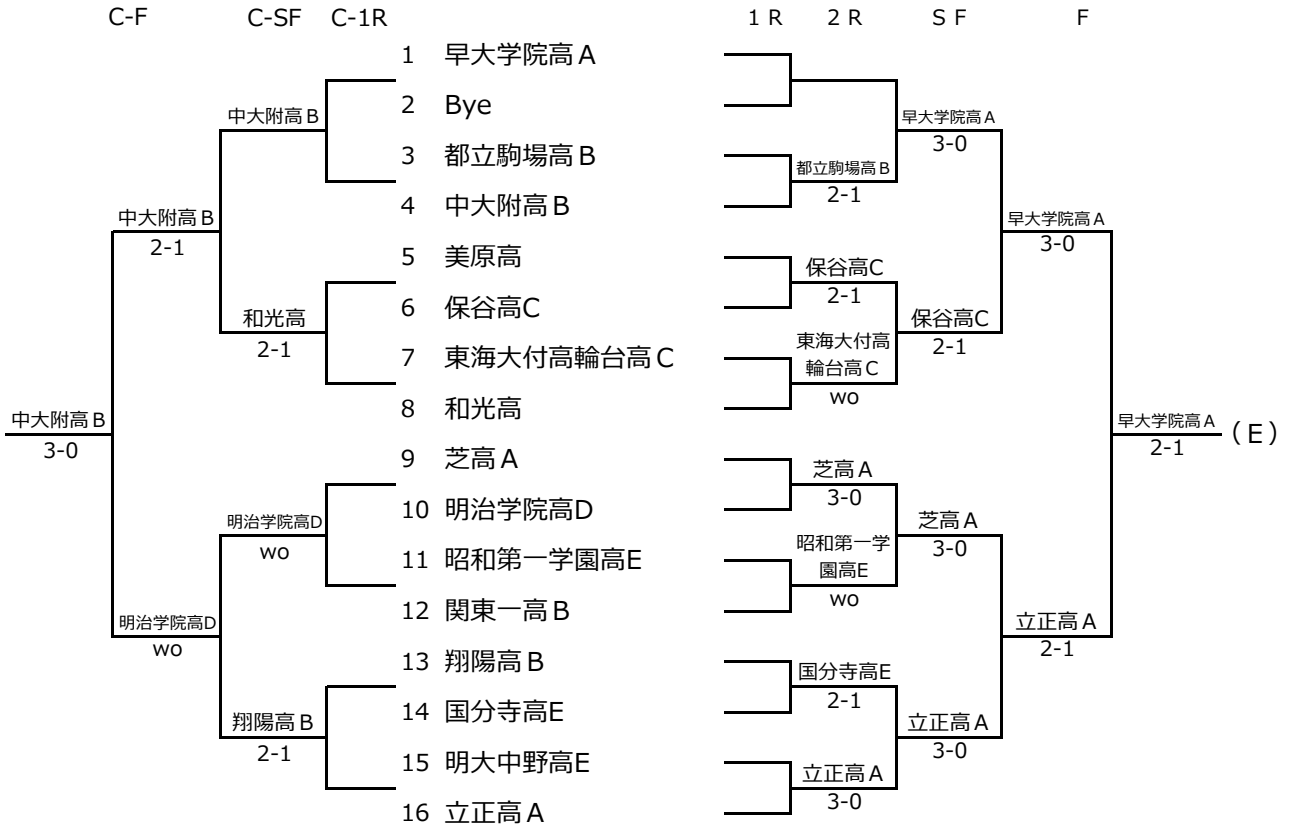 C-F C-SF C-1R 1 R 2 R S F F
1 早大学院高A
2 Bye
中大附高B 早大学院高A
3-0
3 都立駒場高B 都立駒場高B
2-1
4 中大附高B
中大附高B 早大学院高A
2-1 3-0
5 美原高 保谷高C
2-1
6 保谷高C
和光高 保谷高C
2-1 2-1
7 東海大付高輪台高C 東海大付高
輪台高C
wo
8 和光高
中大附高B 早大学院高A (E)
3-0 2-1
9 芝高A 芝高A
3-0
10 明治学院高D
明治学院高D 芝高A
wo 3-0
11 昭和第一学園高E 昭和第一学
園高E
wo
12 関東一高B
明治学院高D 立正高A
wo 2-1
13 翔陽高B 国分寺高E
2-1
14 国分寺高E
翔陽高B 立正高A
2-1 3-0
15 明大中野高E 立正高A
3-0
16 立正高A